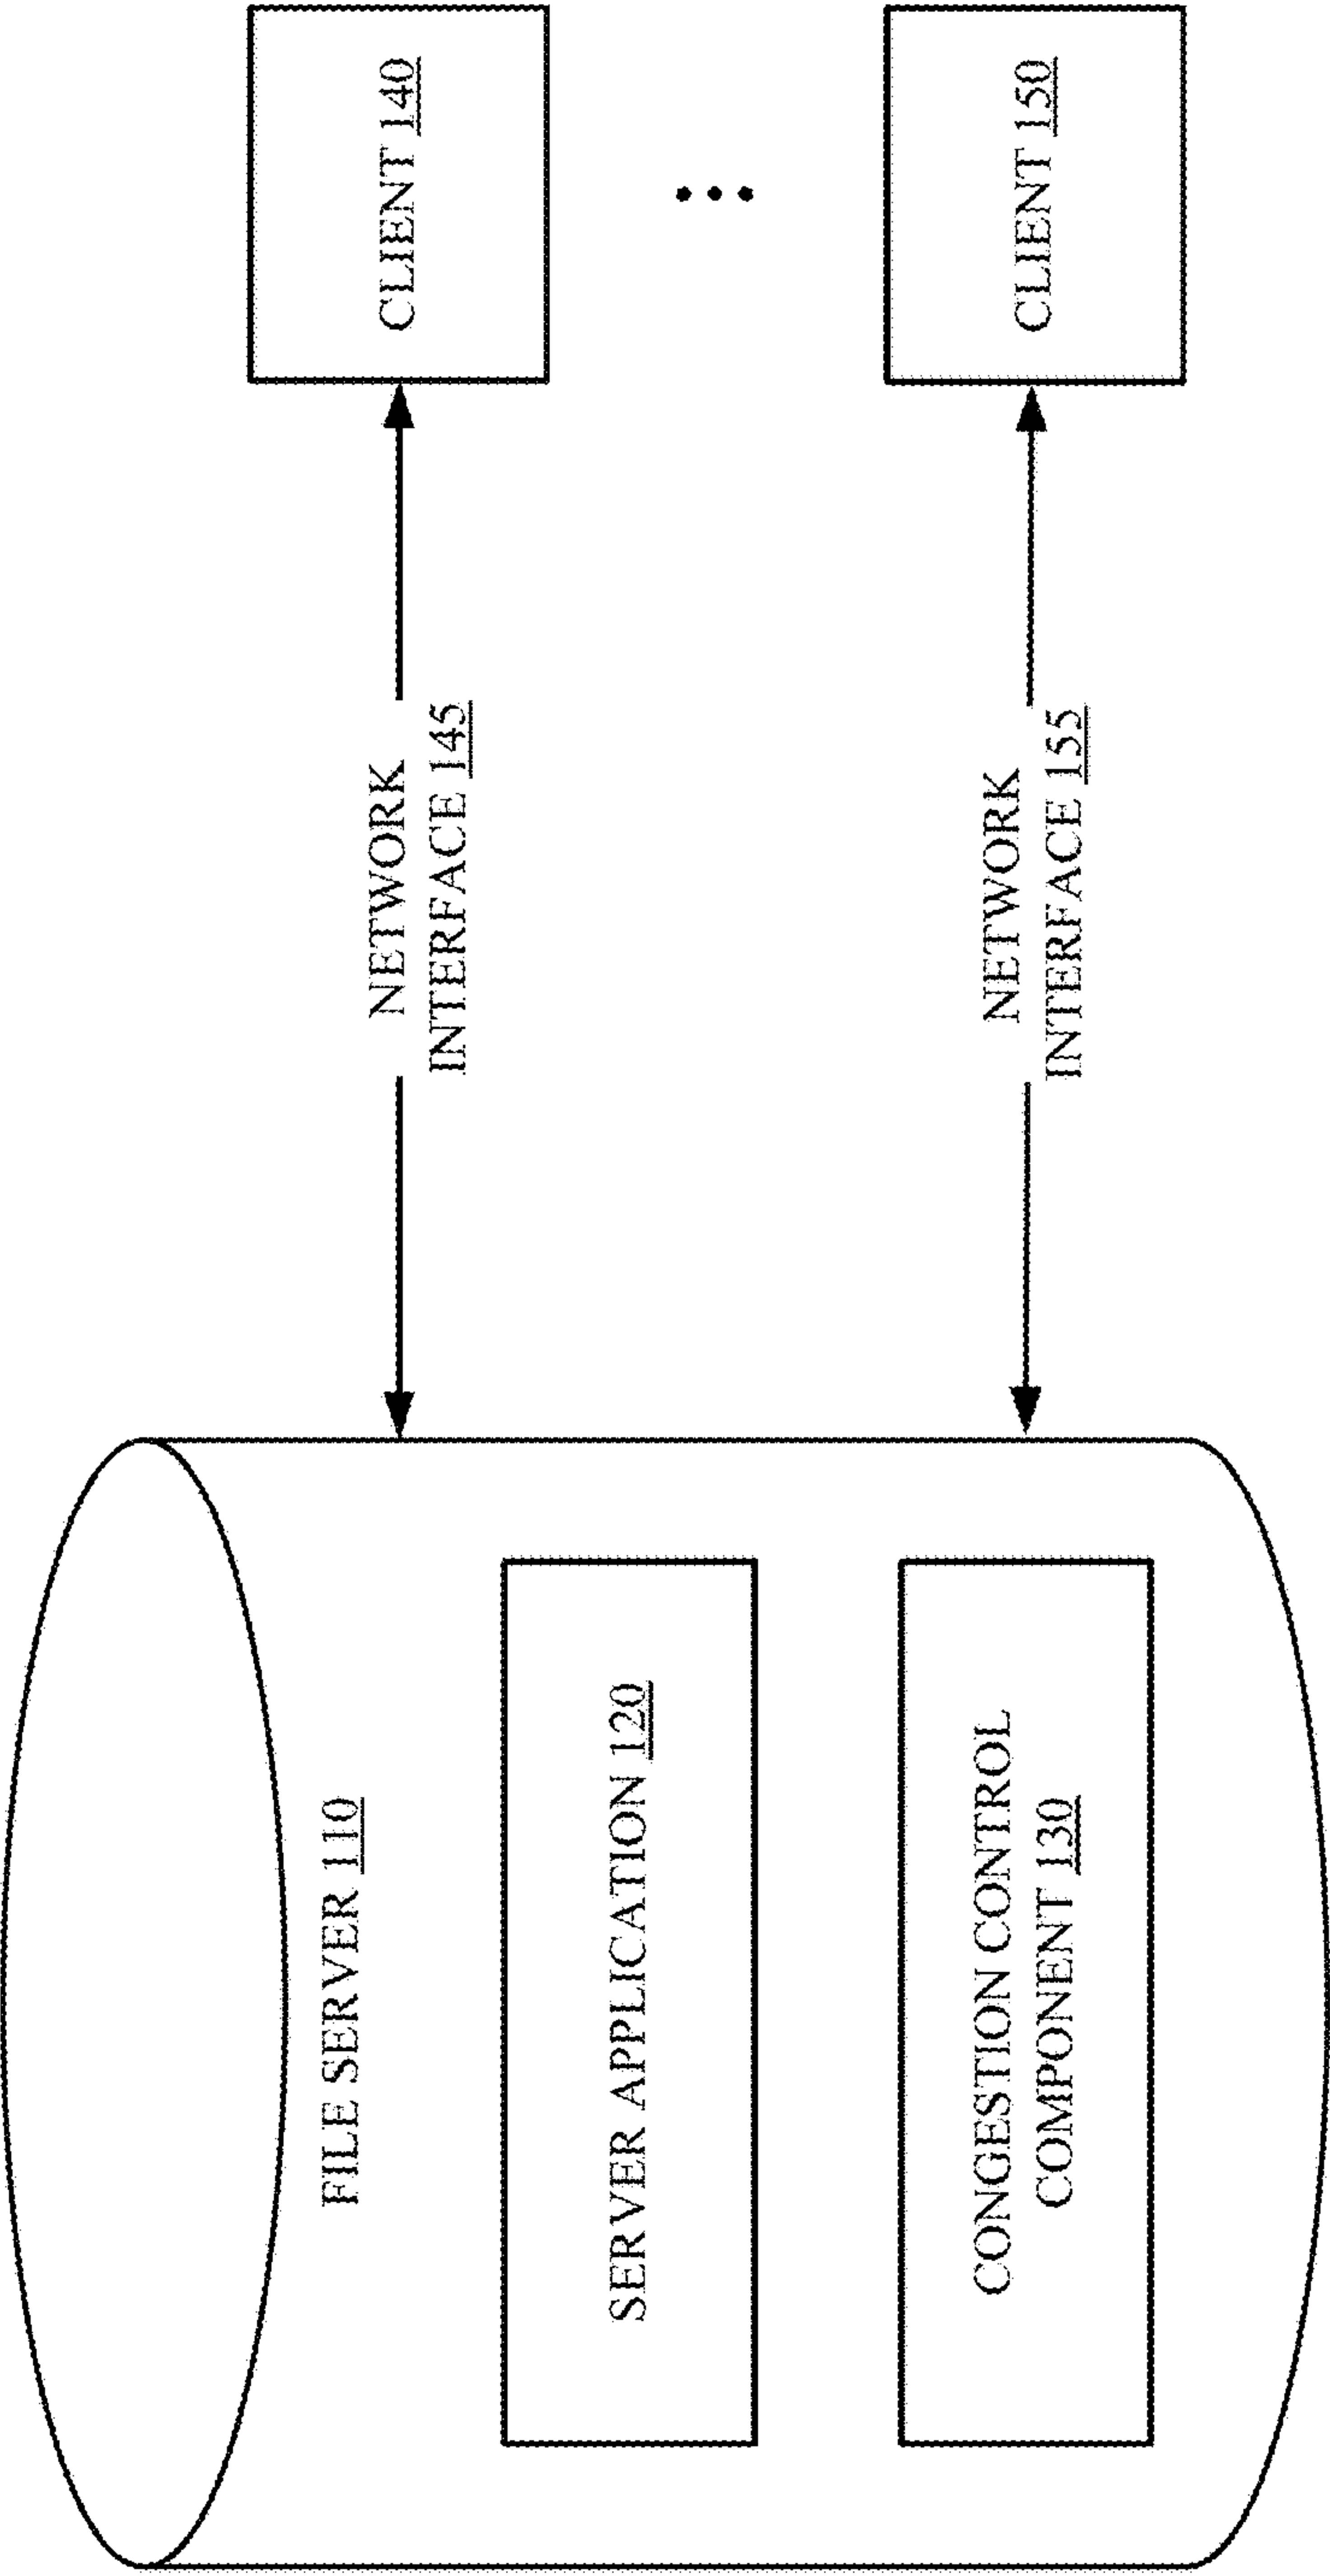 FILE SERVER 110
SERVER APPLICATION 120
CONGESTION CONTROL
COMPONENT 130
NETWORK
INTERFACE 145
NETWORK
INTERFACE 155
CLIENT 140
CLIENT 150